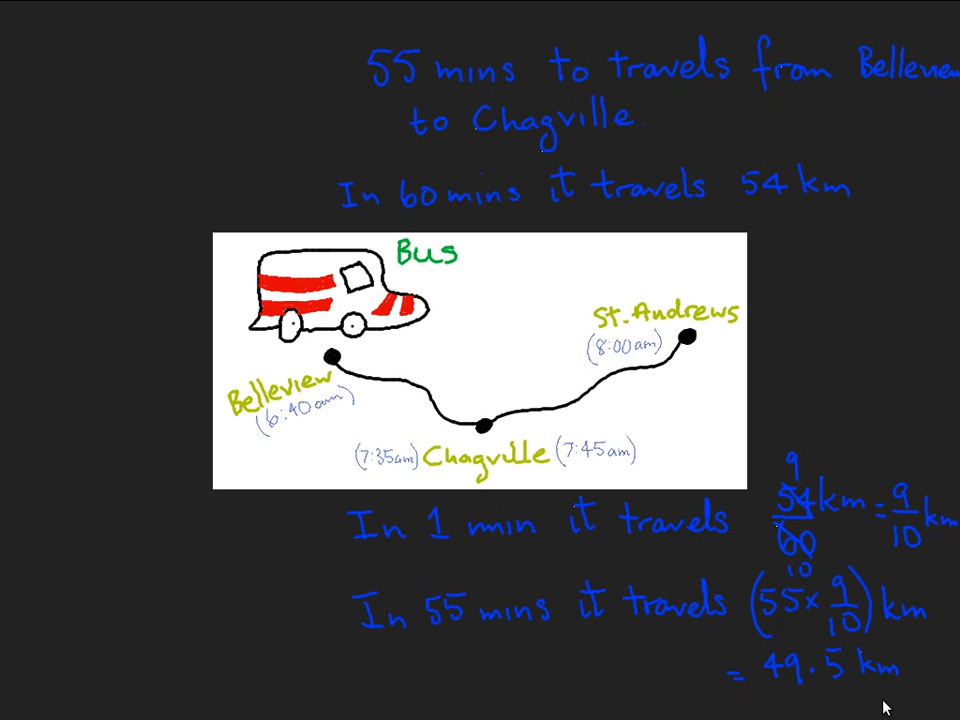 55 mins to travels from Belleview
to Chagville.
In 60 mins it travels 54 km
Bus
St. Andrews
(8:00am)
Belleview
(6:40am)
(7:35am) Chagville (7:45am)
In 1 min it travels 54/60 km = 9/10 km
9
10
In 55 mins it travels (55 × 9/10) km
= 49.5 km